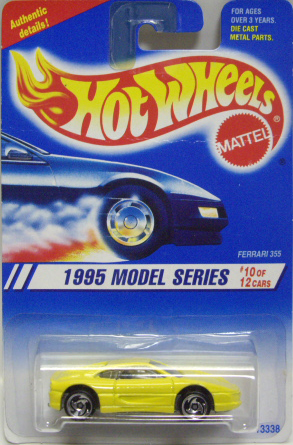 Authentic
details!
FOR AGES
OVER 3 YEARS.
DIE CAST
METAL PARTS.
HOT WHEELS
®
MATTEL
FERRARI 355
1995 MODEL SERIES
#10 OF
12 CARS
3338